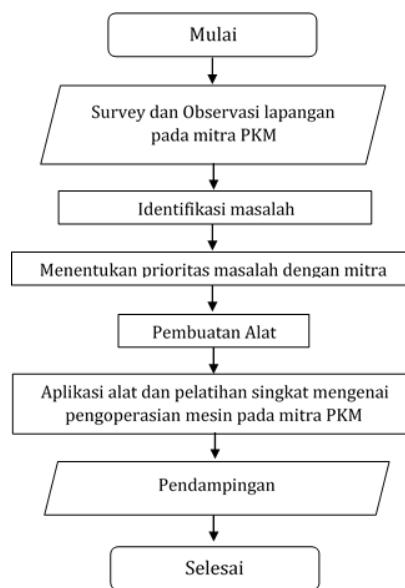 Mulai
Survey dan Observasi lapangan
pada mitra PKM
Identifikasi masalah
Menentukan prioritas masalah dengan mitra
Pembuatan Alat
Aplikasi alat dan pelatihan singkat mengenai
pengoperasian mesin pada mitra PKM
Pendampingan
Selesai